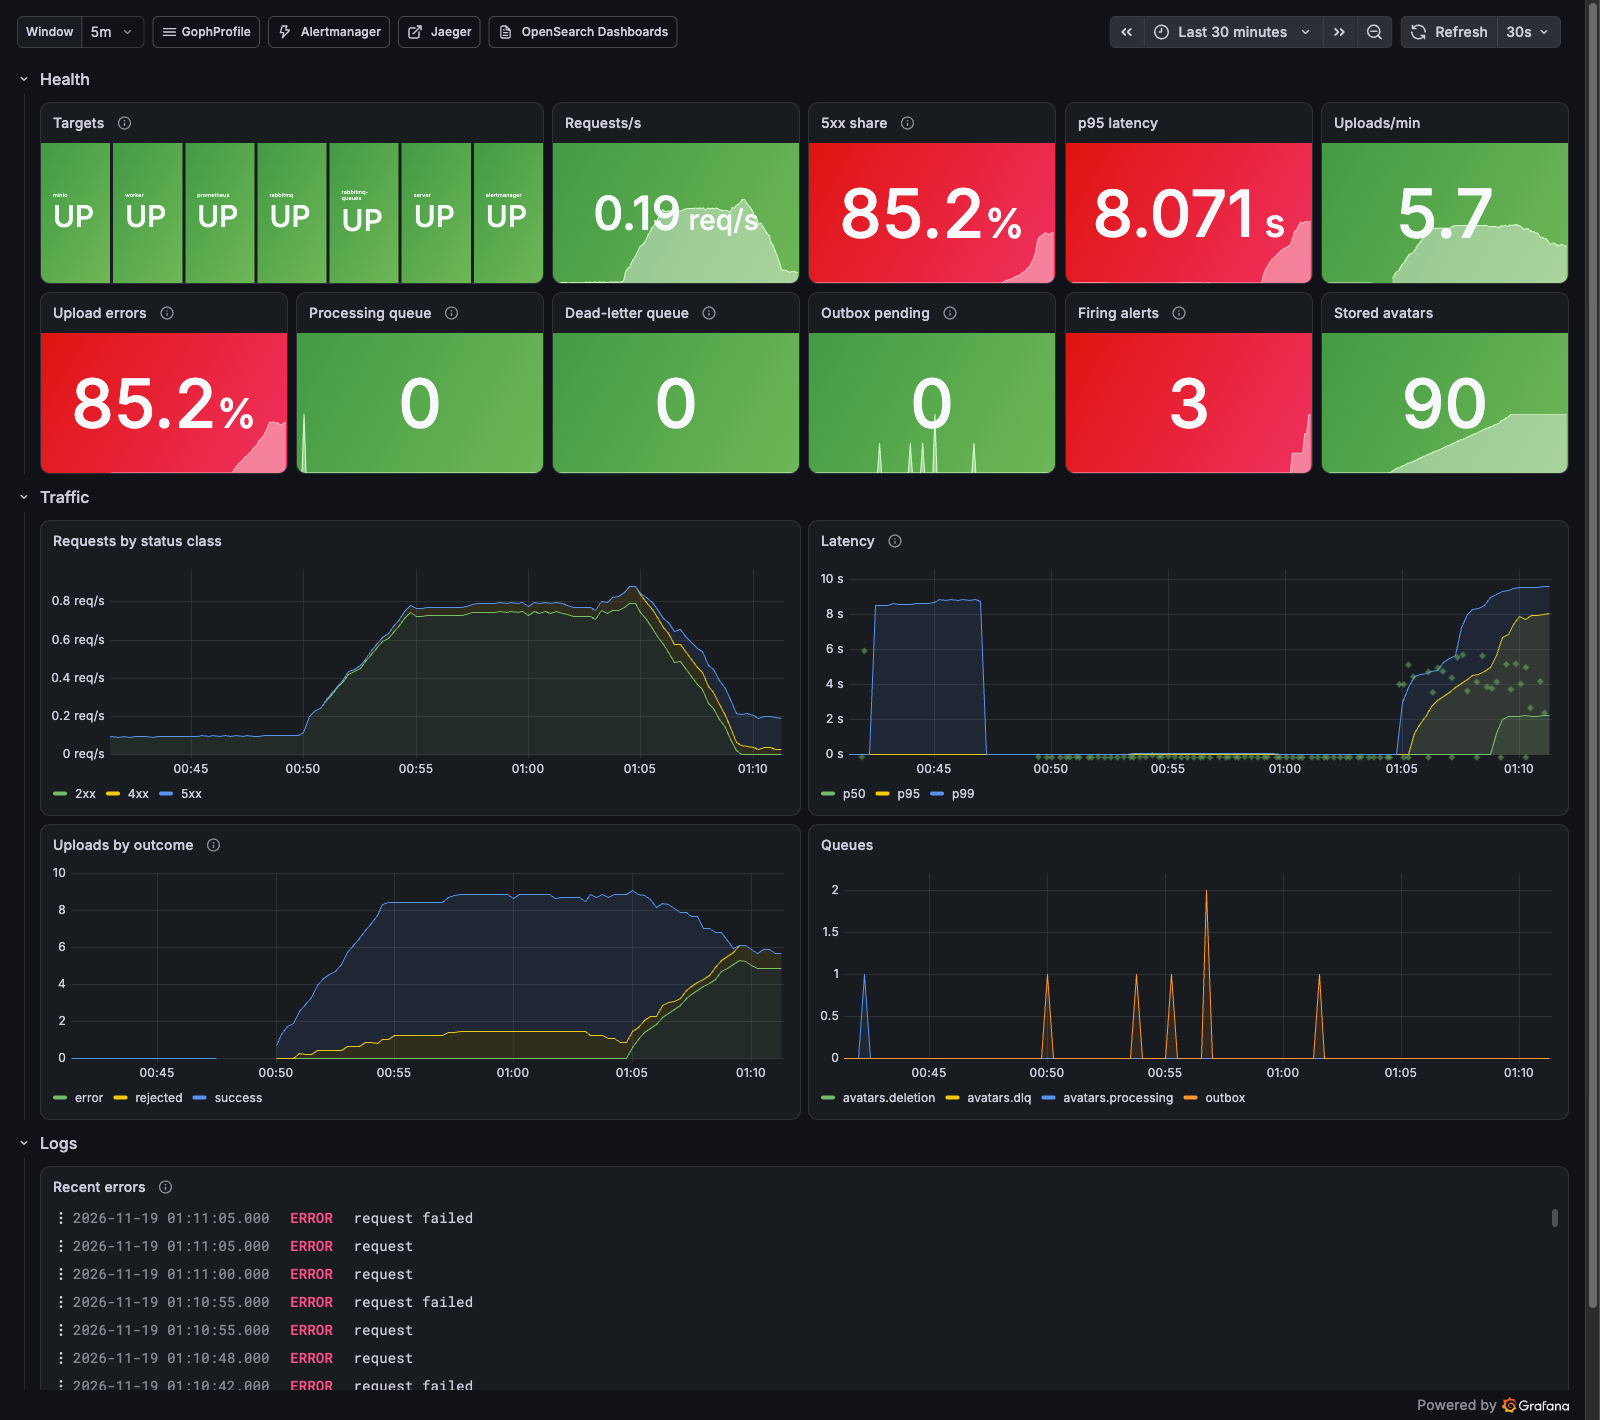 Window 5m GophProfile Alertmanager Jaeger OpenSearch Dashboards Last 30 minutes Refresh 30s
Health
Targets
minio
UP
worker
UP
prometheus
UP
rabbitmq
UP
rabbitmq-
queues
UP
server
UP
alertmanager
UP
Requests/s
0.19 req/s
5xx share
85.2%
p95 latency
8.071 s
Uploads/min
5.7
Upload errors
85.2%
Processing queue
0
Dead-letter queue
0
Outbox pending
0
Firing alerts
3
Stored avatars
90
Traffic
Requests by status class
0.8 req/s
0.6 req/s
0.4 req/s
0.2 req/s
0 req/s
00:45 00:50 00:55 01:00 01:05 01:10
2xx 4xx 5xx
Latency
10 s
8 s
6 s
4 s
2 s
0 s
00:45 00:50 00:55 01:00 01:05 01:10
p50 p95 p99
Uploads by outcome
10
8
6
4
2
0
00:45 00:50 00:55 01:00 01:05 01:10
error rejected success
Queues
2
1.5
1
0.5
0
00:45 00:50 00:55 01:00 01:05 01:10
avatars.deletion avatars.dlq avatars.processing outbox
Logs
Recent errors
2026-11-19 01:11:05.000 ERROR request failed
2026-11-19 01:11:05.000 ERROR request
2026-11-19 01:11:00.000 ERROR request
2026-11-19 01:10:55.000 ERROR request failed
2026-11-19 01:10:55.000 ERROR request
2026-11-19 01:10:48.000 ERROR request
2026-11-19 01:10:42.000 ERROR request failed
Powered by Grafana